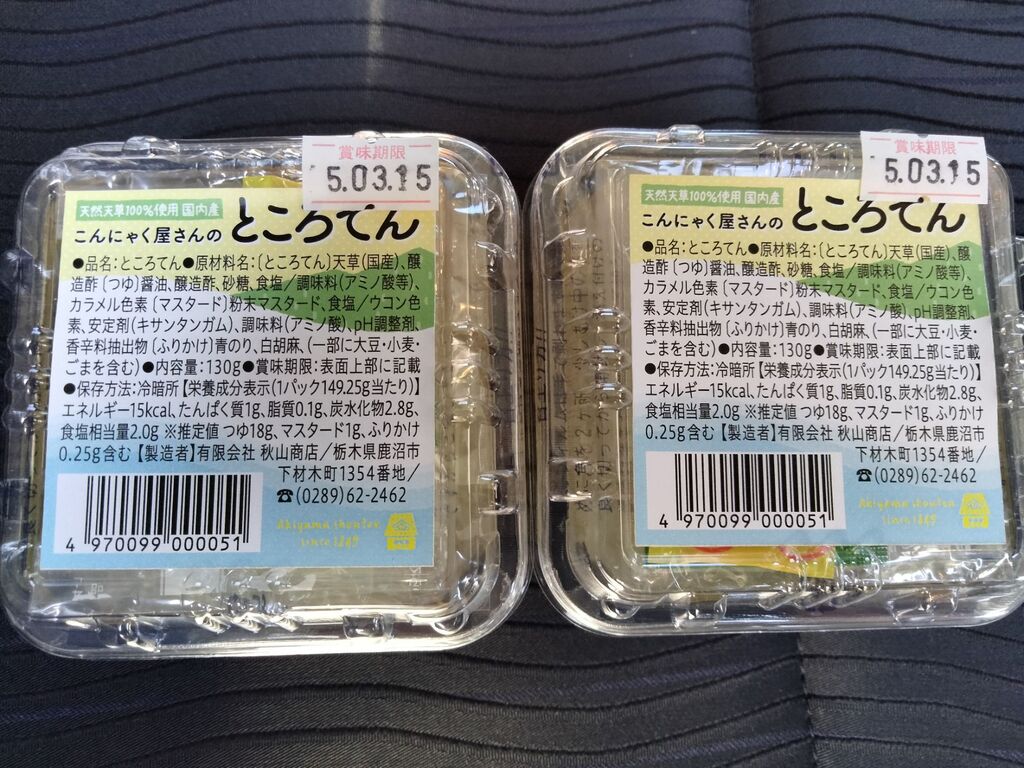 賞味期限
5.03.15
天然天草100%使用 国内産
こんにゃく屋さんの ところてん
●品名:ところてん●原材料名:〔ところてん〕天草(国産)、醸
造酢〔つゆ〕醤油、醸造酢、砂糖、食塩／調味料(アミノ酸等)、
カラメル色素〔マスタード〕粉末マスタード、食塩／ウコン色
素、安定剤(キサンタンガム)、調味料(アミノ酸)、pH調整剤、
香辛料抽出物〔ふりかけ〕青のり、白胡麻、(一部に大豆・小麦・
ごまを含む)●内容量:130g●賞味期限:表面上部に記載
●保存方法:冷暗所【栄養成分表示(1パック149.25g当たり)】
エネルギー15kcal、たんぱく質1g、脂質0.1g、炭水化物2.8g、
食塩相当量2.0g ※推定値 つゆ18g、マスタード1g、ふりかけ
0.25g含む【製造者】有限会社 秋山商店／栃木県鹿沼市
下材木町1354番地／
☎(0289)62-2462
4 970099 000051
Akiyama shouten
since 1849
賞味期限
5.03.15
天然天草100%使用 国内産
こんにゃく屋さんの ところてん
●品名:ところてん●原材料名:〔ところてん〕天草(国産)、醸
造酢〔つゆ〕醤油、醸造酢、砂糖、食塩／調味料(アミノ酸等)、
カラメル色素〔マスタード〕粉末マスタード、食塩／ウコン色
素、安定剤(キサンタンガム)、調味料(アミノ酸)、pH調整剤、
香辛料抽出物〔ふりかけ〕青のり、白胡麻、(一部に大豆・小麦・
ごまを含む)●内容量:130g●賞味期限:表面上部に記載
●保存方法:冷暗所【栄養成分表示(1パック149.25g当たり)】
エネルギー15kcal、たんぱく質1g、脂質0.1g、炭水化物2.8g、
食塩相当量2.0g ※推定値 つゆ18g、マスタード1g、ふりかけ
0.25g含む【製造者】有限会社 秋山商店／栃木県鹿沼市
下材木町1354番地／
☎(0289)62-2462
4 970099 000051
Akiyama shouten
since 1849